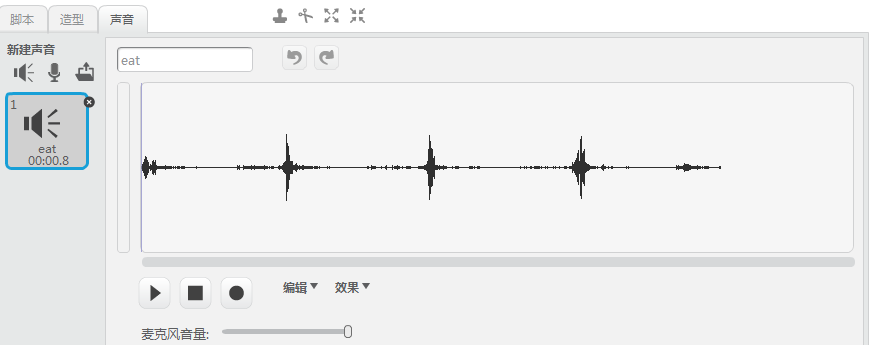 脚本 造型 声音
新建声音
eat
1
eat
00:00.8
编辑 效果
麦克风音量: